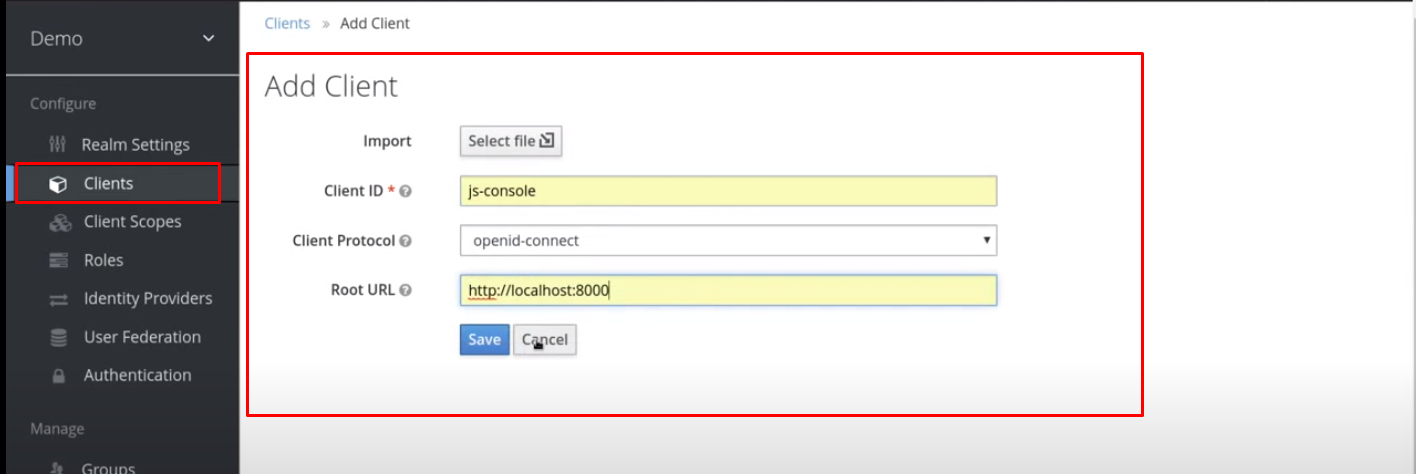 Demo
Configure
Realm Settings
Clients
Client Scopes
Roles
Identity Providers
User Federation
Authentication
Manage
Groups
Clients » Add Client
Add Client
Import Select file
Client ID * js-console
Client Protocol openid-connect
Root URL http://localhost:8000
Save Cancel